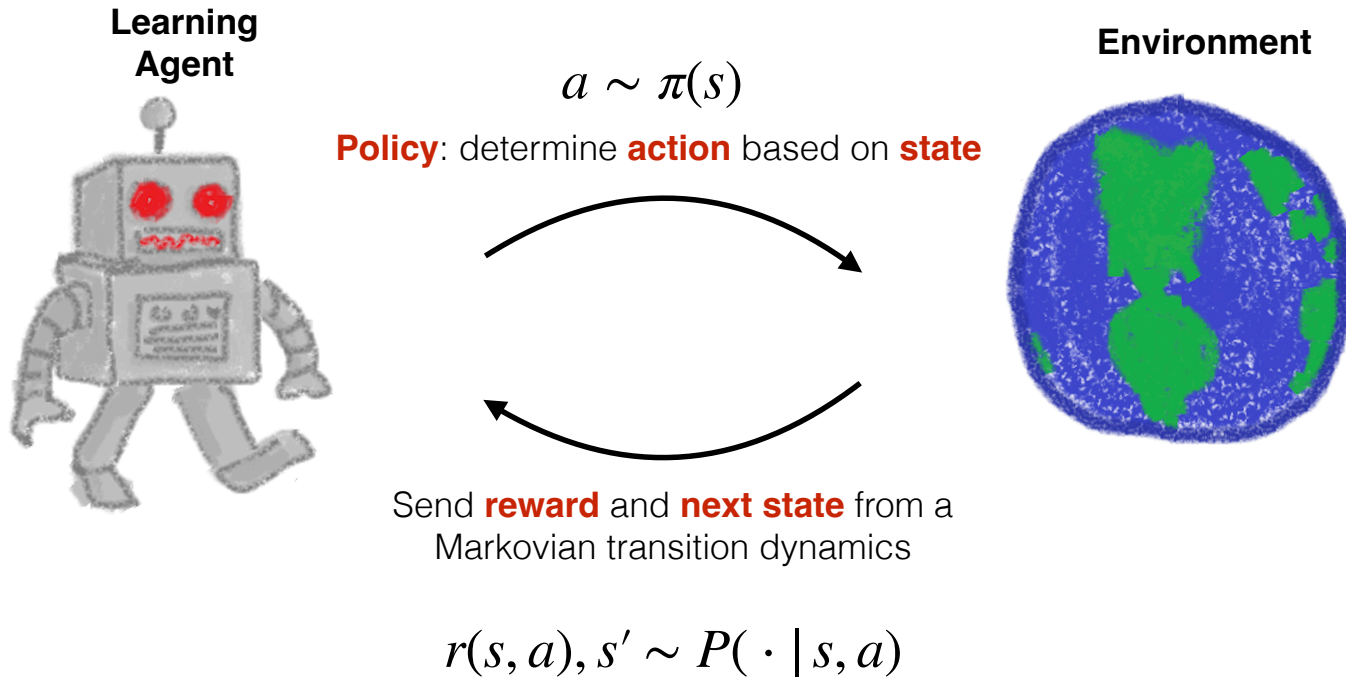 Learning
Agent
Environment
a ∼ π(s)
Policy: determine action based on state
Send reward and next state from a
Markovian transition dynamics
r(s, a), s′ ∼ P( · | s, a)